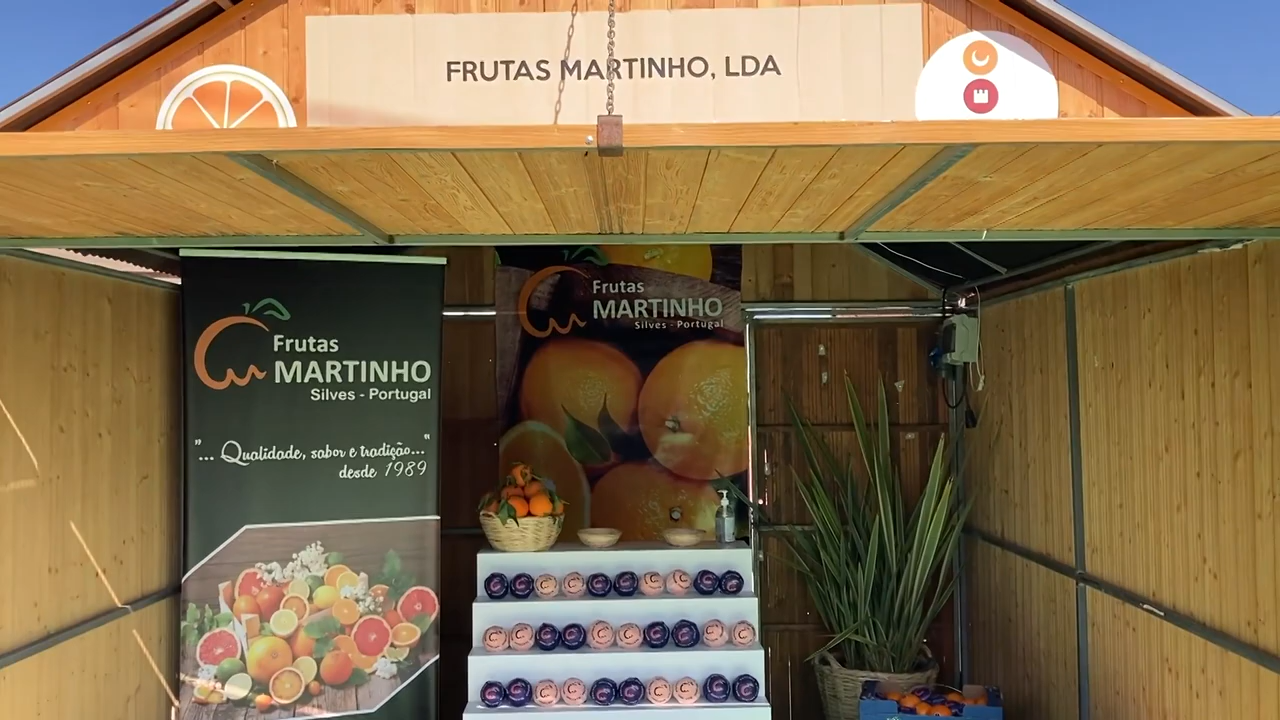 FRUTAS MARTINHO, LDA
Frutas
MARTINHO
Silves - Portugal
"... Qualidade, sabor e tradição..."
desde 1989
Frutas
MARTINHO
Silves - Portugal